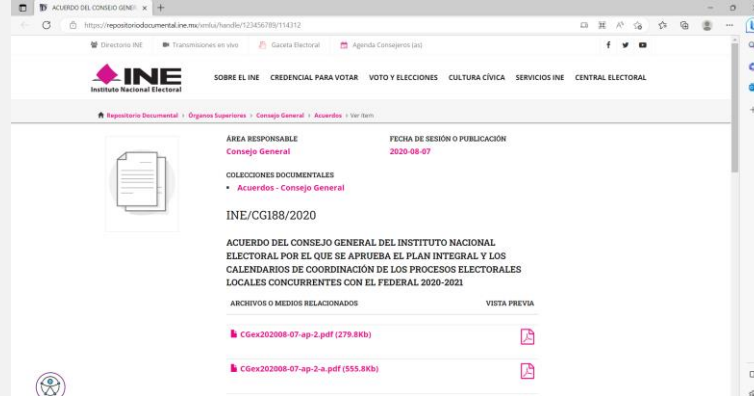 ACUERDO DEL CONSEJO GENER
https://repositoriodocumental.ine.mx/xmlui/handle/123456789/114312
Directorio INE Transmisiones en vivo Gaceta Electoral Agenda Consejeros (as)
INE
Instituto Nacional Electoral
SOBRE EL INE CREDENCIAL PARA VOTAR VOTO Y ELECCIONES CULTURA CÍVICA SERVICIOS INE CENTRAL ELECTORAL
Repositorio Documental › Órganos Superiores › Consejo General › Acuerdos › Ver ítem
ÁREA RESPONSABLE FECHA DE SESIÓN O PUBLICACIÓN
Consejo General 2020-08-07
COLECCIONES DOCUMENTALES
Acuerdos - Consejo General
INE/CG188/2020
ACUERDO DEL CONSEJO GENERAL DEL INSTITUTO NACIONAL
ELECTORAL POR EL QUE SE APRUEBA EL PLAN INTEGRAL Y LOS
CALENDARIOS DE COORDINACIÓN DE LOS PROCESOS ELECTORALES
LOCALES CONCURRENTES CON EL FEDERAL 2020-2021
ARCHIVOS O MEDIOS RELACIONADOS VISTA PREVIA
CGex202008-07-ap-2.pdf (279.8Kb)
CGex202008-07-ap-2-a.pdf (555.8Kb)